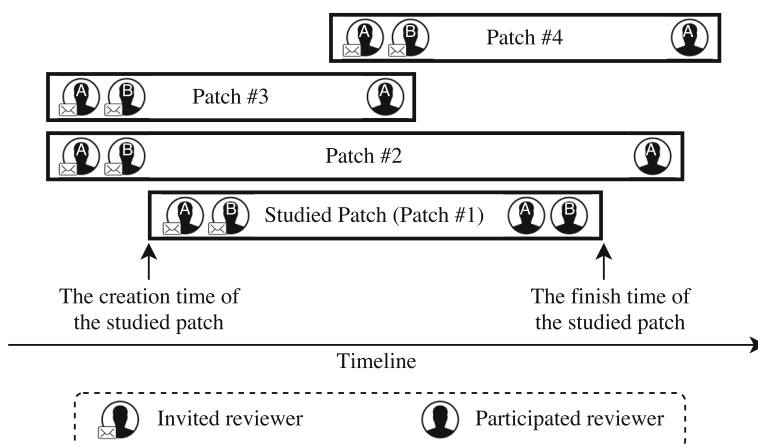 A B Patch #4 A
A B Patch #3 A
A B Patch #2 A
A B Studied Patch (Patch #1) A B
The creation time of
the studied patch
The finish time of
the studied patch
Timeline
Invited reviewer
Participated reviewer